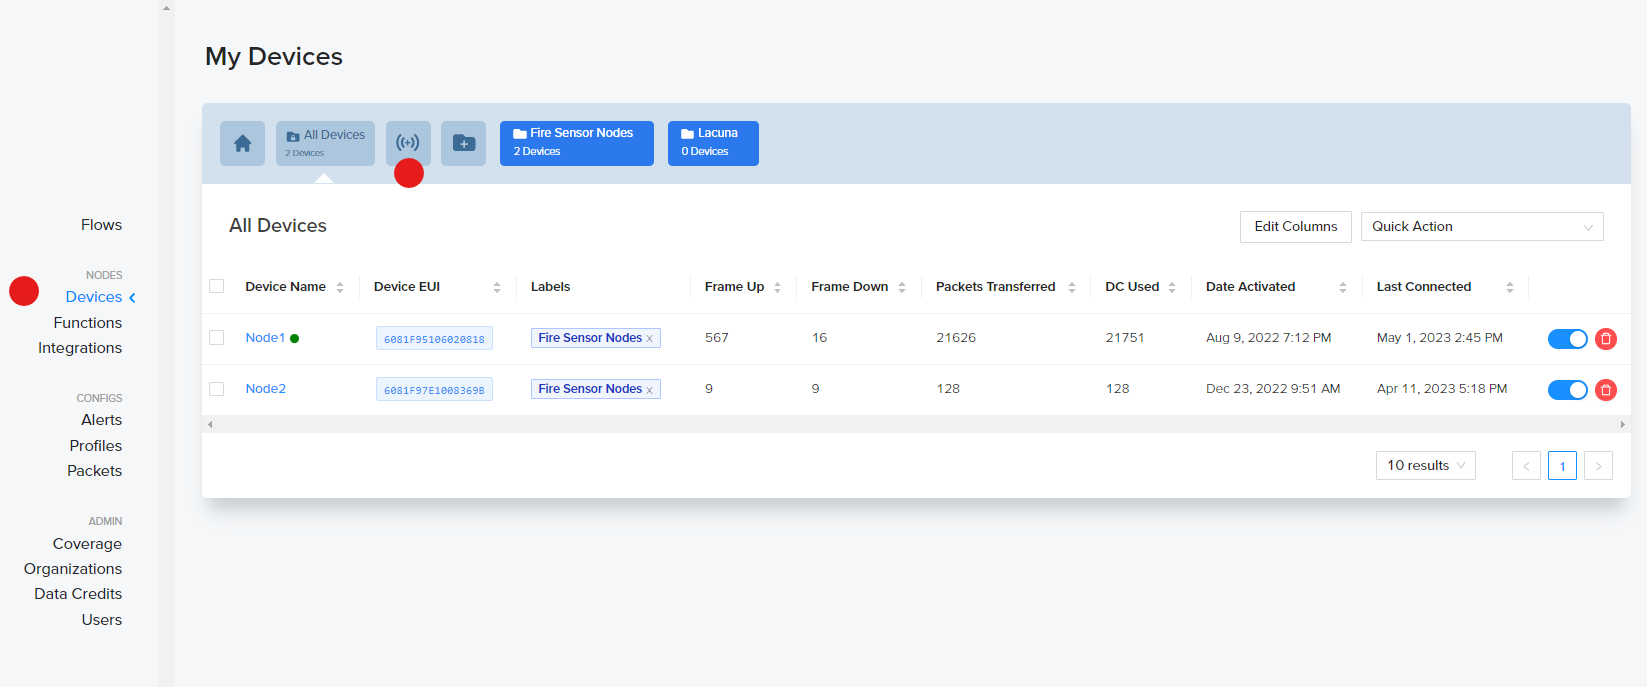 My Devices
All Devices
2 Devices
Fire Sensor Nodes
2 Devices
Lacuna
0 Devices
Flows
NODES
Devices
Functions
Integrations
CONFIGS
Alerts
Profiles
Packets
ADMIN
Coverage
Organizations
Data Credits
Users
All Devices
Edit Columns
Quick Action
Device Name Device EUI Labels Frame Up Frame Down Packets Transferred DC Used Date Activated Last Connected
Node1 6081F95106020818 Fire Sensor Nodes × 567 16 21626 21751 Aug 9, 2022 7:12 PM May 1, 2023 2:45 PM
Node2 6081F97E1008369B Fire Sensor Nodes × 9 9 128 128 Dec 23, 2022 9:51 AM Apr 11, 2023 5:18 PM
10 results < 1 >